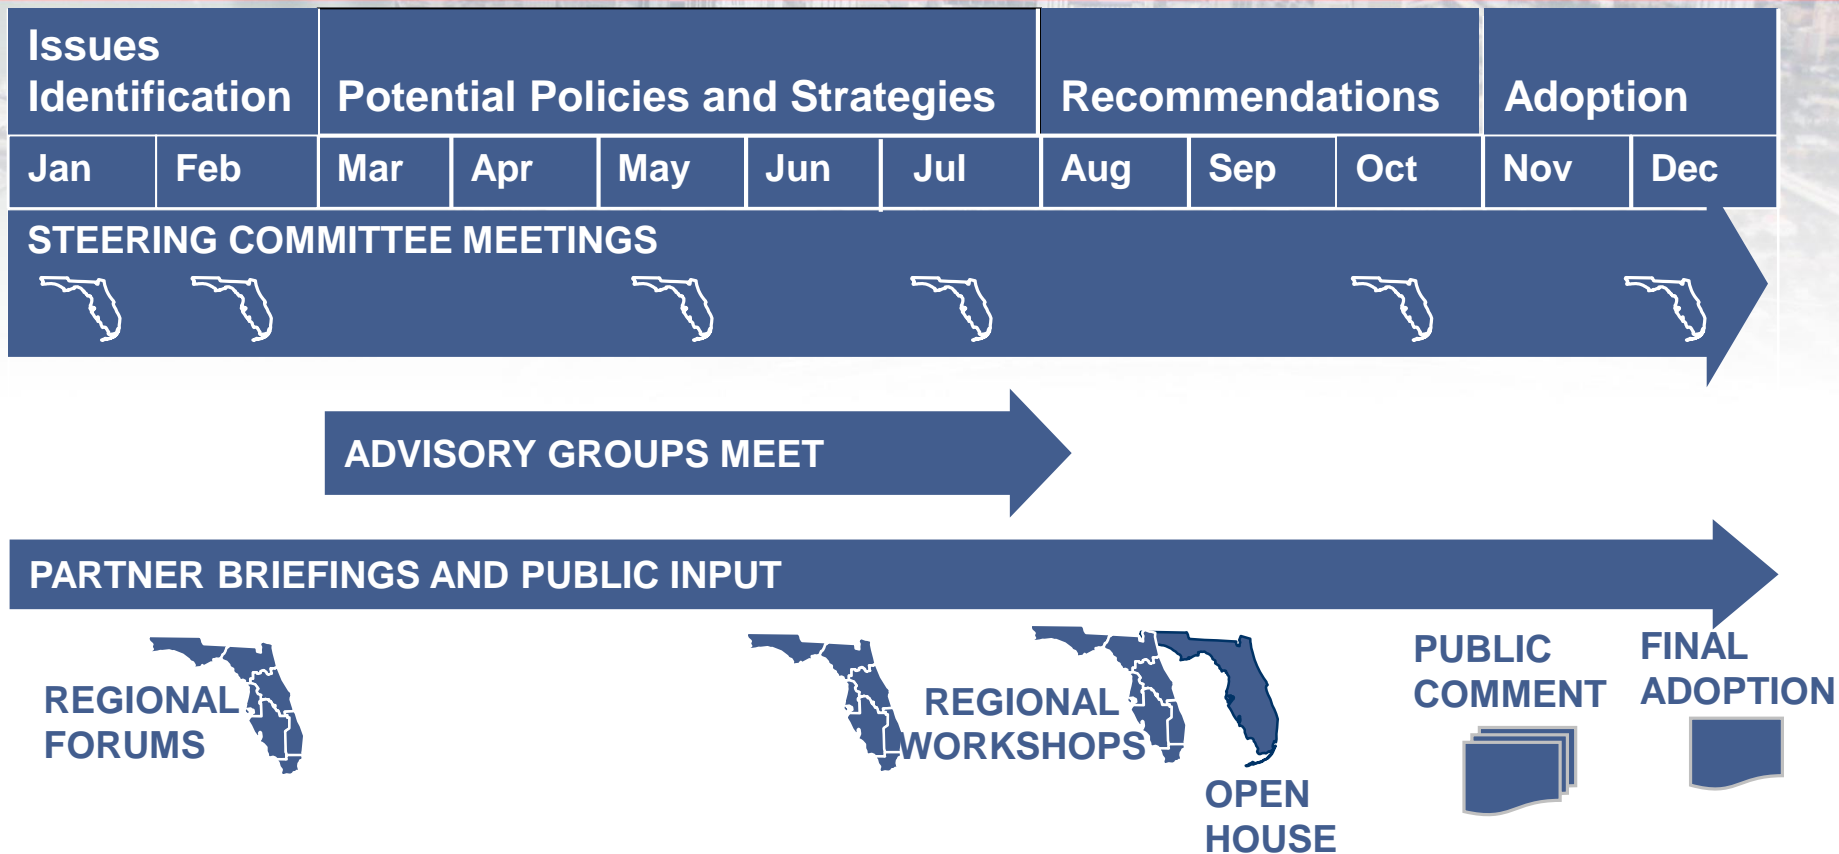 Issues
Identification
Potential Policies and Strategies
Recommendations
Adoption
Jan Feb Mar Apr May Jun Jul Aug Sep Oct Nov Dec
STEERING COMMITTEE MEETINGS
ADVISORY GROUPS MEET
PARTNER BRIEFINGS AND PUBLIC INPUT
REGIONAL
FORUMS
REGIONAL
WORKSHOPS
OPEN
HOUSE
PUBLIC
COMMENT
FINAL
ADOPTION